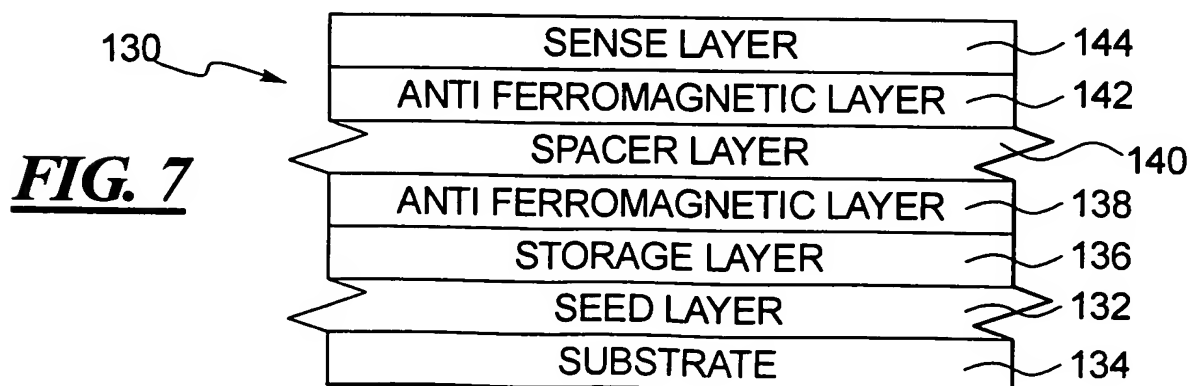 130
SENSE LAYER 144
ANTI FERROMAGNETIC LAYER 142
SPACER LAYER 140
FIG. 7
ANTI FERROMAGNETIC LAYER 138
STORAGE LAYER 136
SEED LAYER 132
SUBSTRATE 134